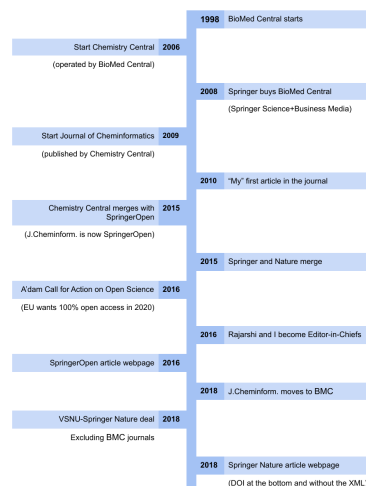 1998 BioMed Central starts
Start Chemistry Central 2006
(operated by BioMed Central)
2008 Springer buys BioMed Central
(Springer Science+Business Media)
Start Journal of Cheminformatics 2009
(published by Chemistry Central)
2010 “My” first article in the journal
Chemistry Central merges with 2015
SpringerOpen
(J.Cheminform. is now SpringerOpen)
2015 Springer and Nature merge
A'dam Call for Action on Open Science 2016
(EU wants 100% open access in 2020)
2016 Rajarshi and I become Editor-in-Chiefs
SpringerOpen article webpage 2016
2018 J.Cheminform. moves to BMC
VSNU-Springer Nature deal 2018
Excluding BMC journals
2018 Springer Nature article webpage
(DOI at the bottom and without the XML)